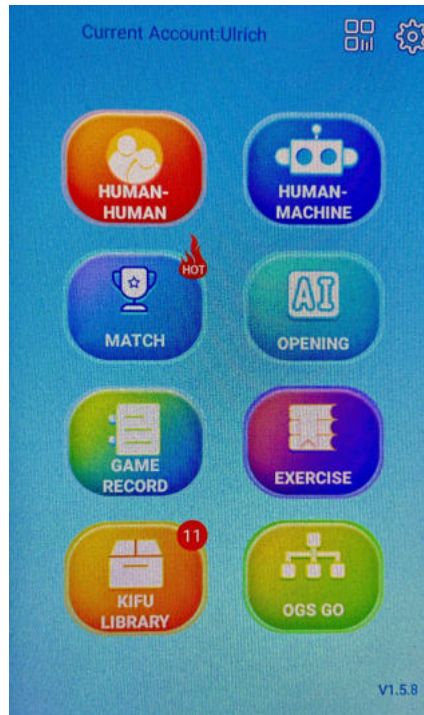 Current Account:Ulrich
HUMAN-
HUMAN
HUMAN-
MACHINE
HOT
MATCH
AI
OPENING
GAME
RECORD
EXERCISE
11
KIFU
LIBRARY
OGS GO
V1.5.8